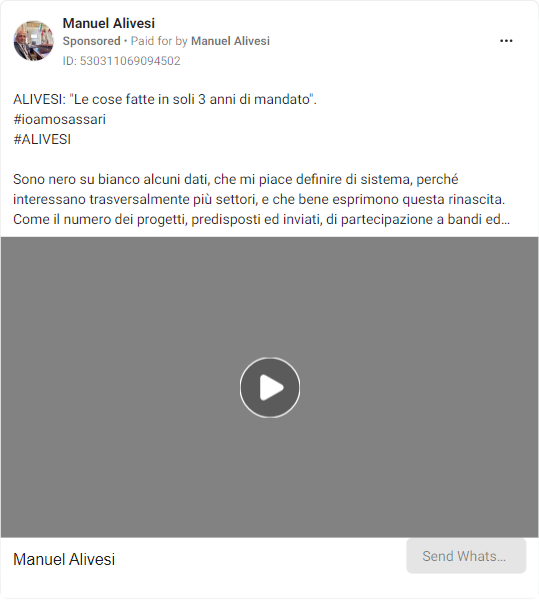 Manuel Alivesi
Sponsored • Paid for by Manuel Alivesi
ID: 530311069094502
ALIVESI: "Le cose fatte in soli 3 anni di mandato".
#ioamosassari
#ALIVESI
Sono nero su bianco alcuni dati, che mi piace definire di sistema, perché
interessano trasversalmente più settori, e che bene esprimono questa rinascita.
Come il numero dei progetti, predisposti ed inviati, di partecipazione a bandi ed...
Manuel Alivesi
Send Whats...